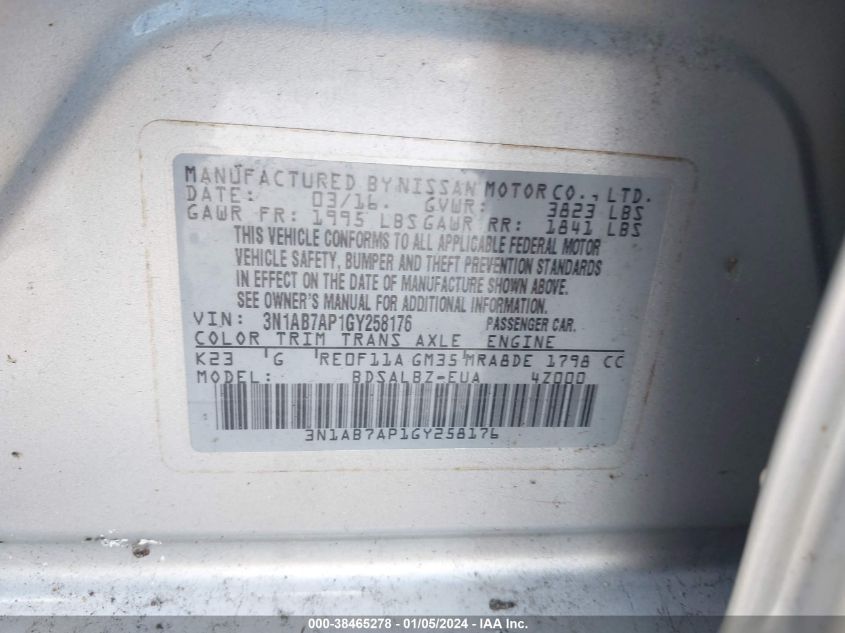 MANUFACTURED BY NISSAN MOTOR CO., LTD.
DATE: 03/16. GVWR: 3823 LBS
GAWR FR: 1995 LBS GAWR RR: 1841 LBS
THIS VEHICLE CONFORMS TO ALL APPLICABLE FEDERAL MOTOR
VEHICLE SAFETY, BUMPER AND THEFT PREVENTION STANDARDS
IN EFFECT ON THE DATE OF MANUFACTURE SHOWN ABOVE.
SEE OWNER'S MANUAL FOR ADDITIONAL INFORMATION.
VIN: 3N1AB7AP1GY258176 PASSENGER CAR.
COLOR TRIM TRANS AXLE ENGINE
K23 'G 'RE0F11A GM35'MRA8DE 1798 CC
MODEL: BDSALBZ-EUA 4Z000
3N1AB7AP1GY258176
000-38465278 - 01/05/2024 - IAA Inc.